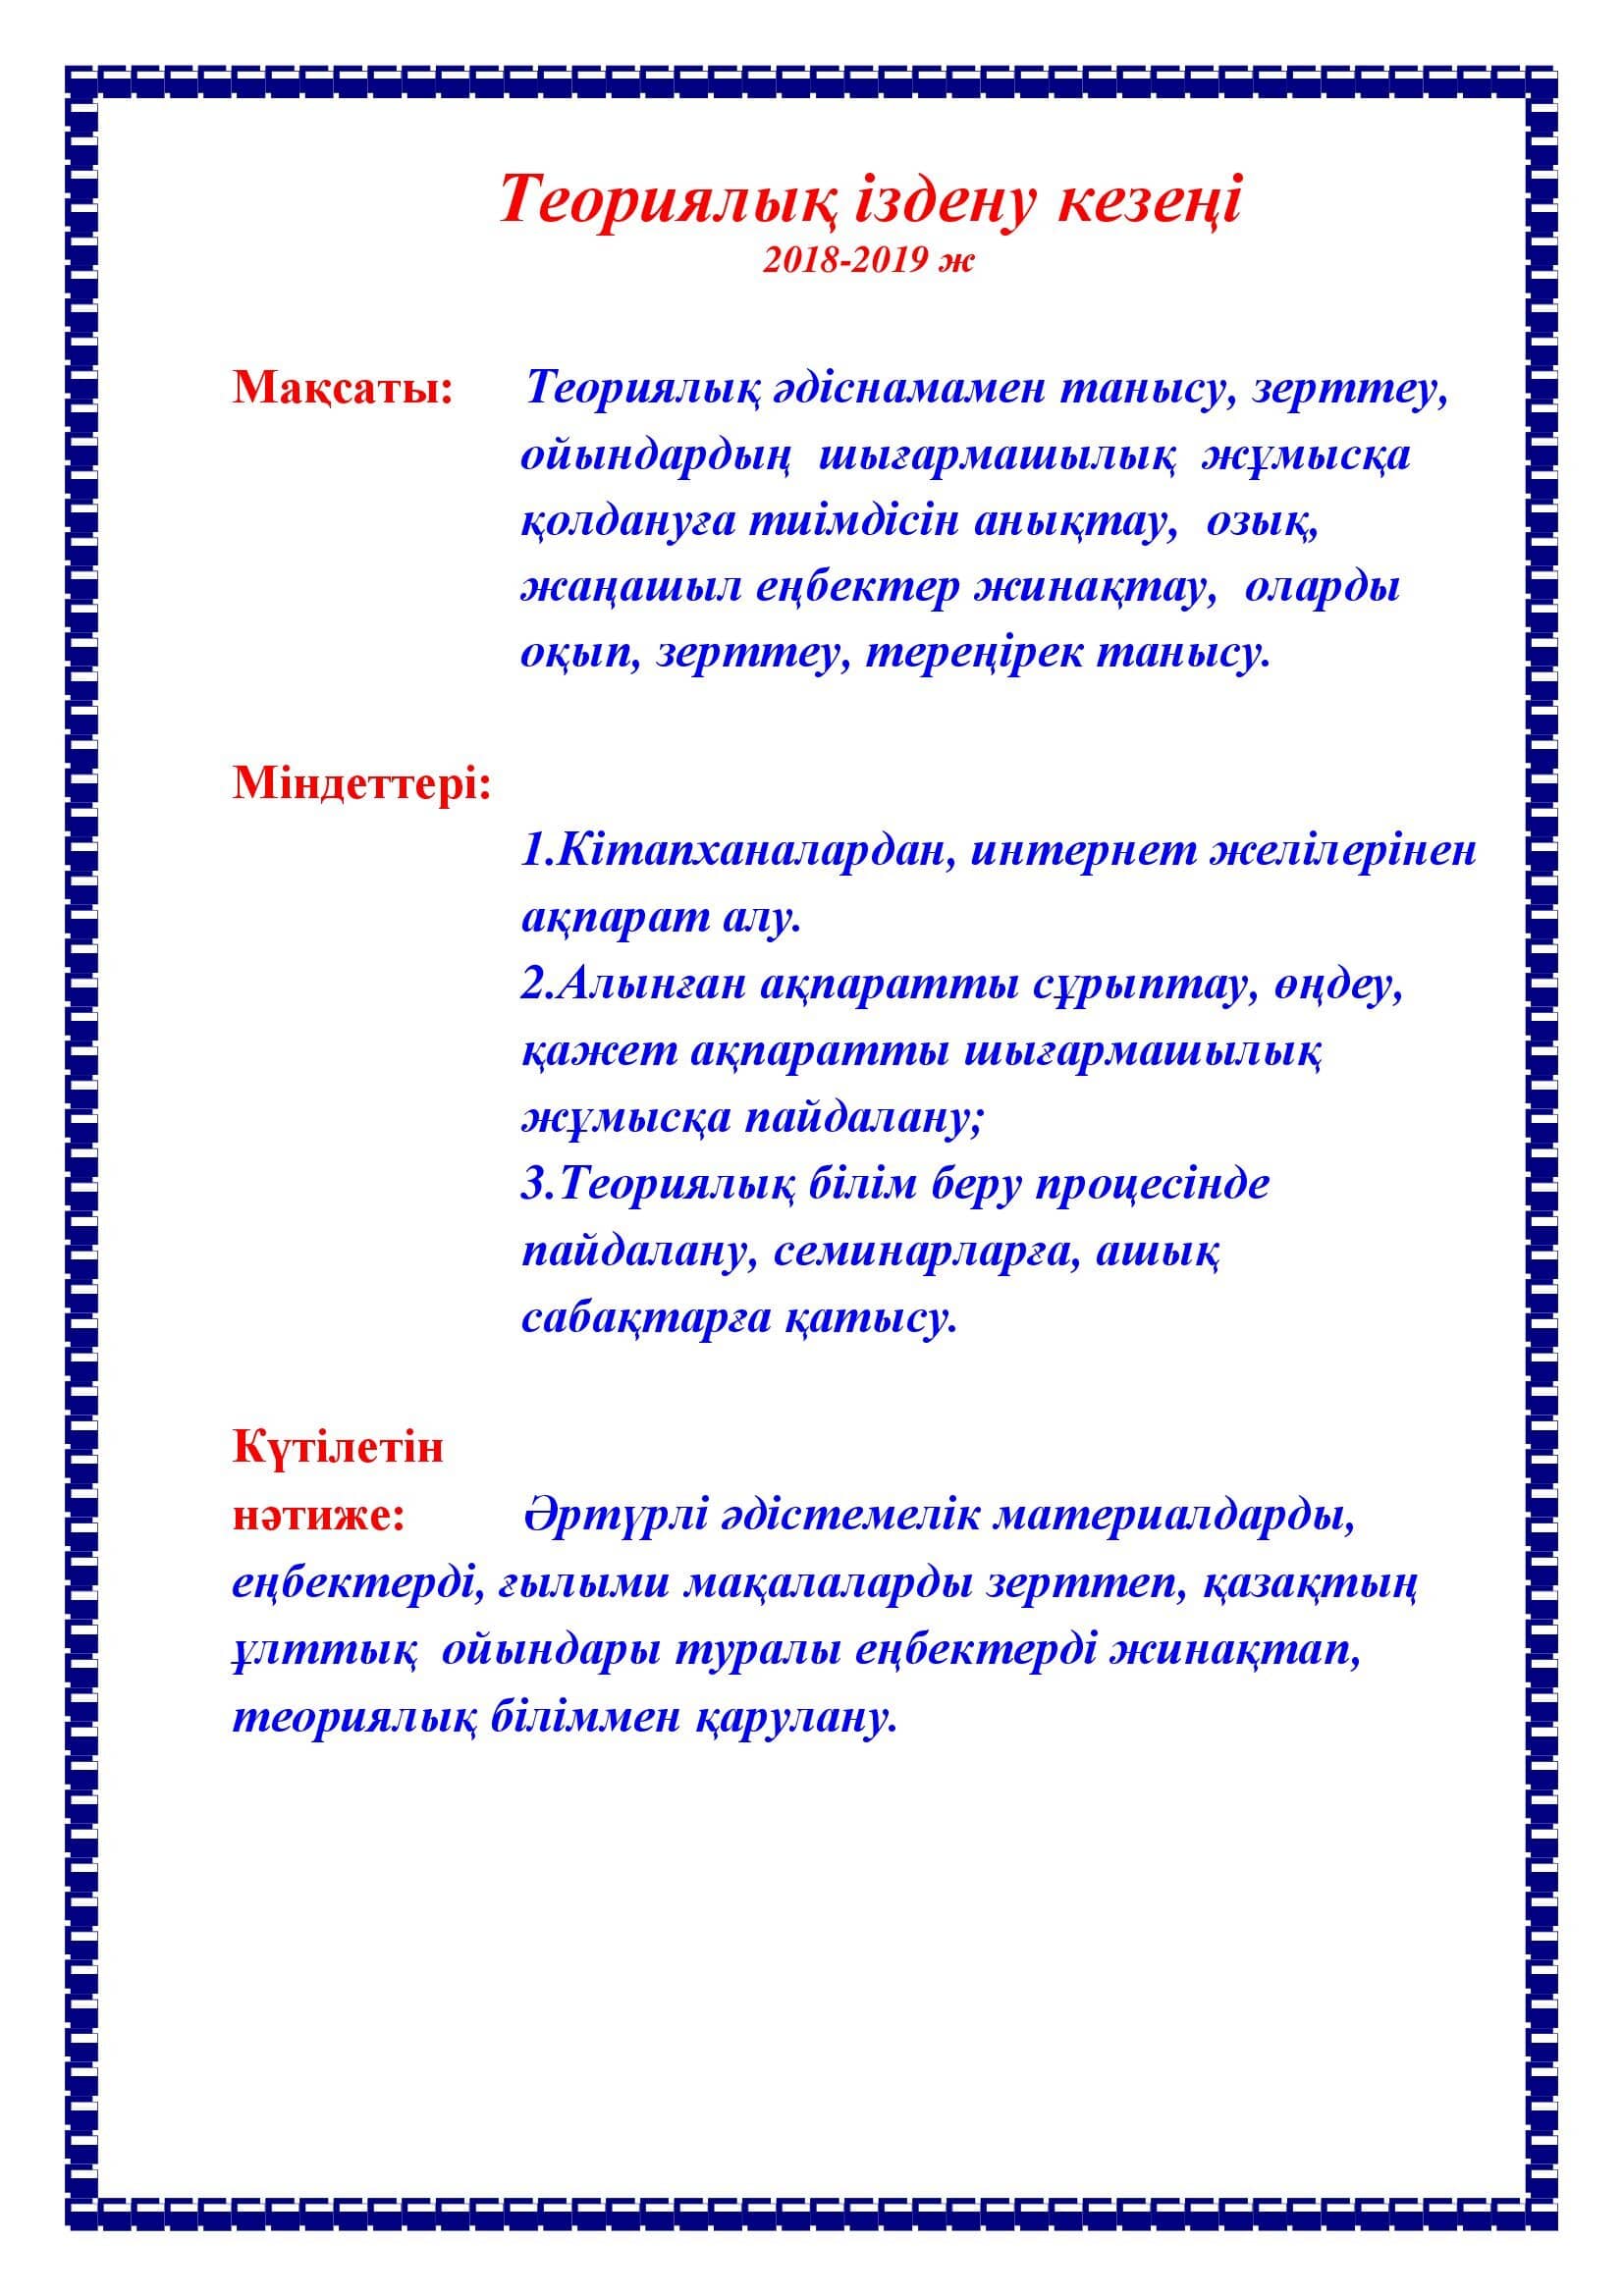 Теориялық іздену кезеңі
2018-2019 ж
Мақсаты: Теориялық әдіснамамен танысу, зерттеу,
ойындардың шығармашылық жұмысқа
қолдануға тиімдісін анықтау, озық,
жаңашыл еңбектер жинақтау, оларды
оқып, зерттеу, тереңірек танысу.
Міндеттері:
1.Кітапханалардан, интернет желілерінен
ақпарат алу.
2.Алынған ақпаратты сұрыптау, өңдеу,
қажет ақпаратты шығармашылық
жұмысқа пайдалану;
3.Теориялық білім беру процесінде
пайдалану, семинарларға, ашық
сабақтарға қатысу.
Күтілетін
нәтиже: Әртүрлі әдістемелік материалдарды,
еңбектерді, ғылыми мақалаларды зерттеп, қазақтың
ұлттық ойындары туралы еңбектерді жинақтап,
теориялық біліммен қарулану.